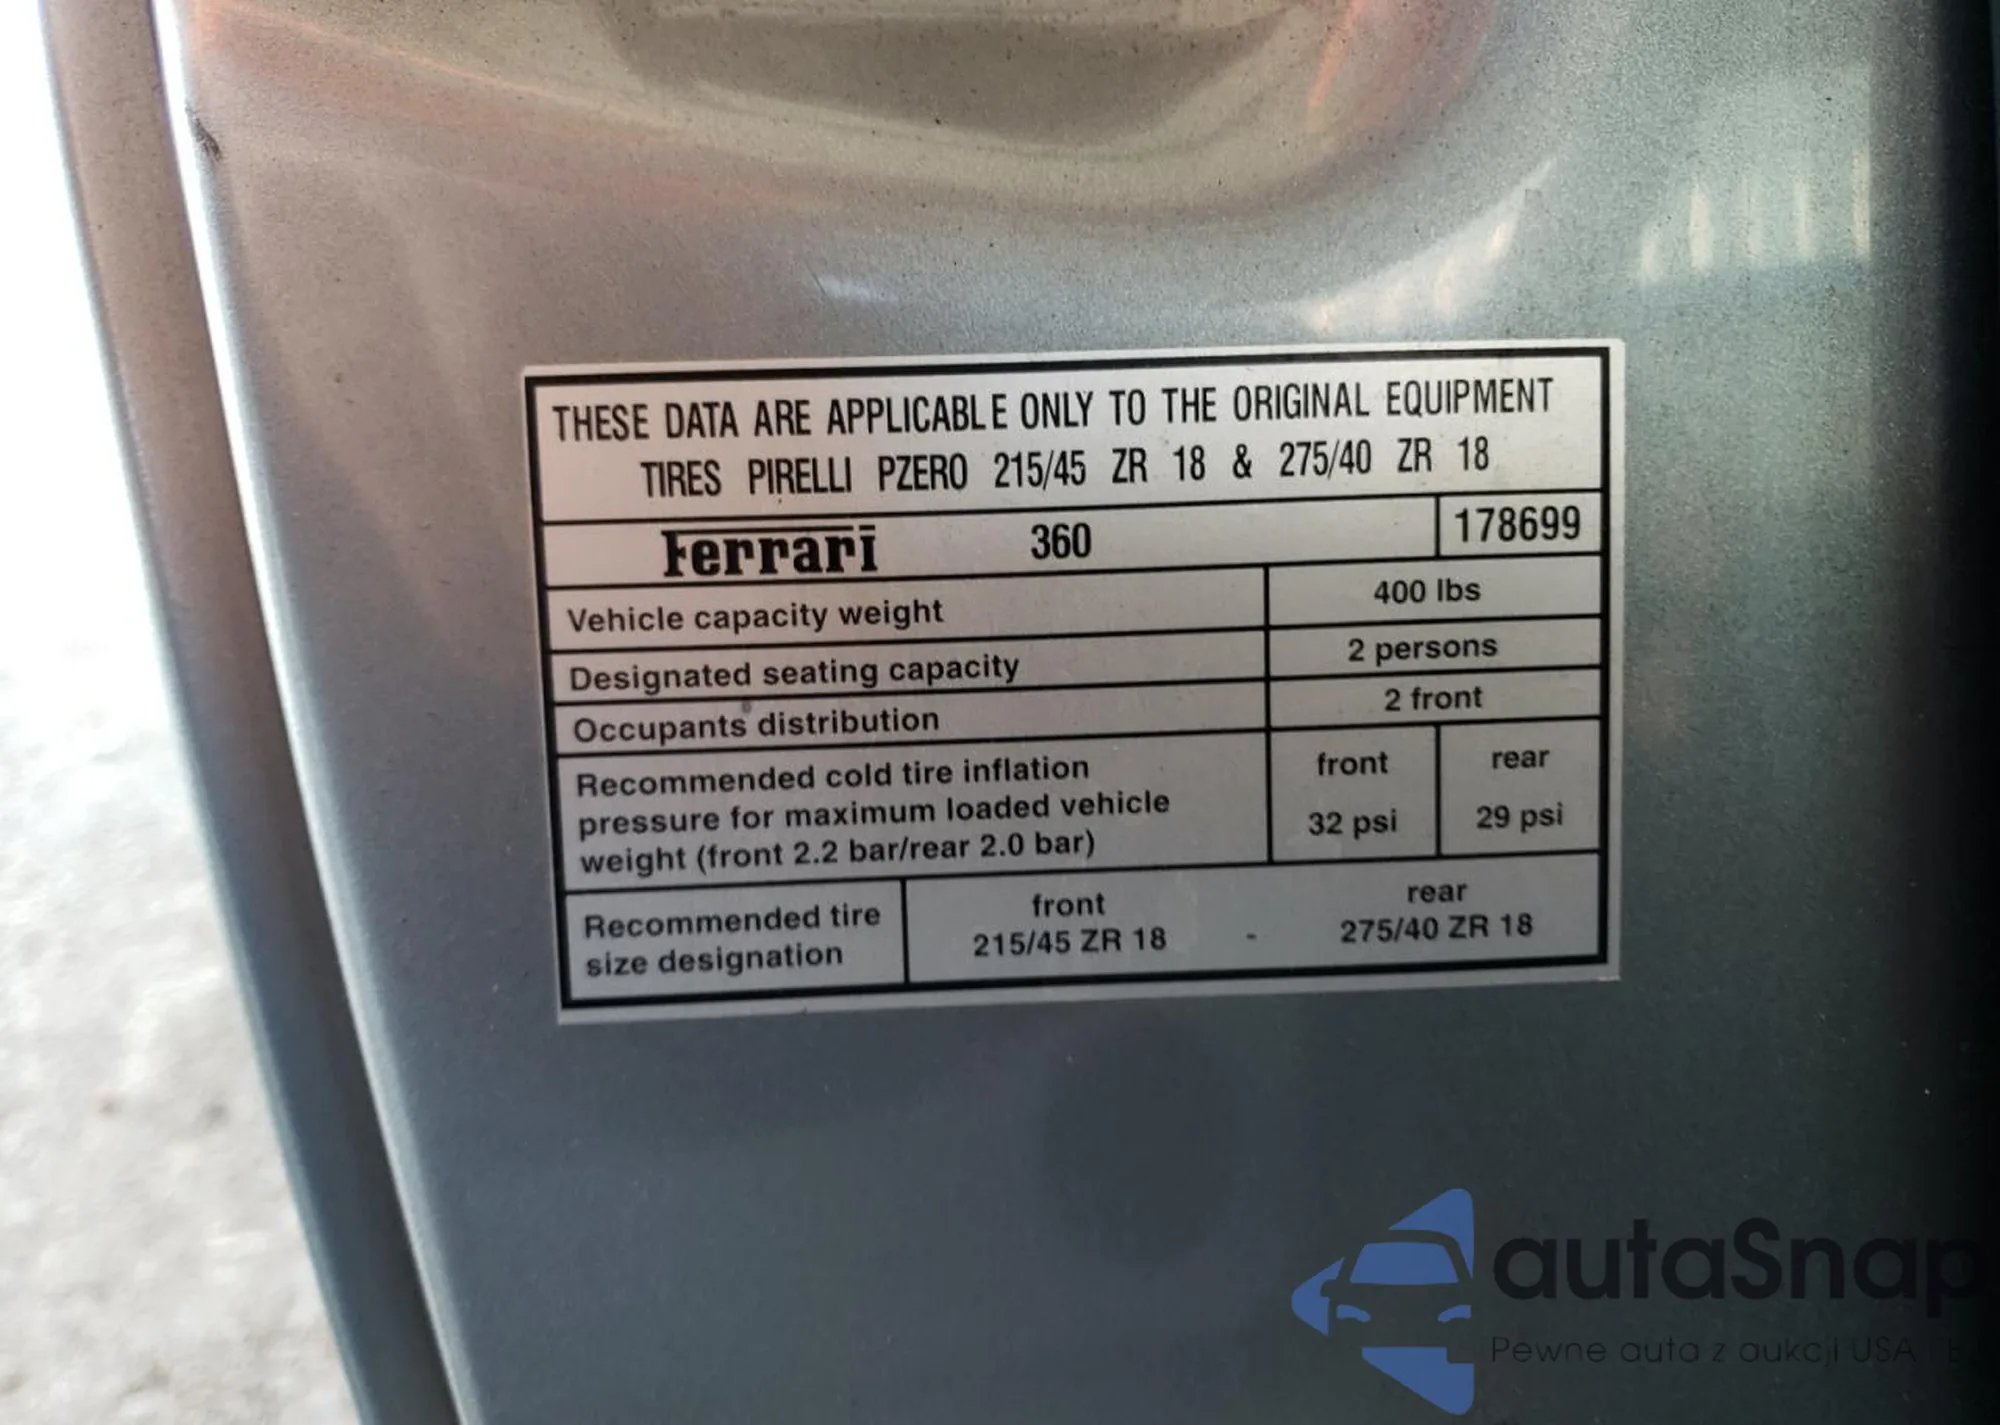 THESE DATA ARE APPLICABLE ONLY TO THE ORIGINAL EQUIPMENT
TIRES PIRELLI PZERO 215/45 ZR 18 & 275/40 ZR 18
Ferrari 360 178699
Vehicle capacity weight 400 lbs
Designated seating capacity 2 persons
Occupants distribution 2 front
Recommended cold tire inflation
pressure for maximum loaded vehicle
weight (front 2.2 bar/rear 2.0 bar)
front rear
32 psi 29 psi
Recommended tire
size designation
front rear
215/45 ZR 18 - 275/40 ZR 18
autaSnap
Pewne auta z aukcji USA